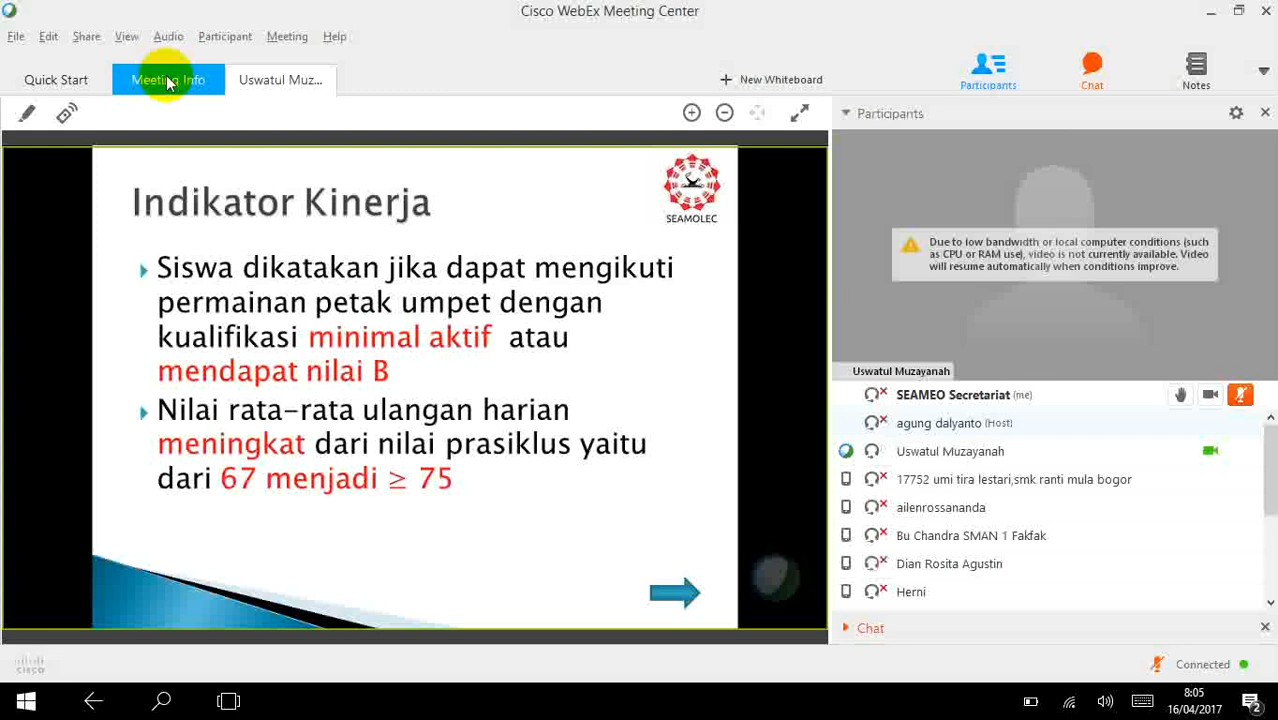 Cisco WebEx Meeting Center
File Edit Share View Audio Participant Meeting Help
Quick Start
Meeting Info
Uswatul Muz...
New Whiteboard
Participants
Chat
Notes
Participants
Indikator Kinerja
SEAMOLEC
Siswa dikatakan jika dapat mengikuti
permainan petak umpet dengan
kualifikasi minimal aktif atau
mendapat nilai B
Nilai rata-rata ulangan harian
meningkat dari nilai prasiklus yaitu
dari 67 menjadi ≥ 75
Due to low bandwidth or local computer conditions (such
as CPU or RAM use), video is not currently available. Video
will resume automatically when conditions improve.
Uswatul Muzayanah
SEAMEO Secretariat (me)
agung dalyanto (Host)
Uswatul Muzayanah
17752 umi tira lestari,smk ranti mula bogor
ailenrossananda
Bu Chandra SMAN 1 Fakfak
Dian Rosita Agustin
Herni
Chat
cisco
Connected
8:05
16/04/2017
2